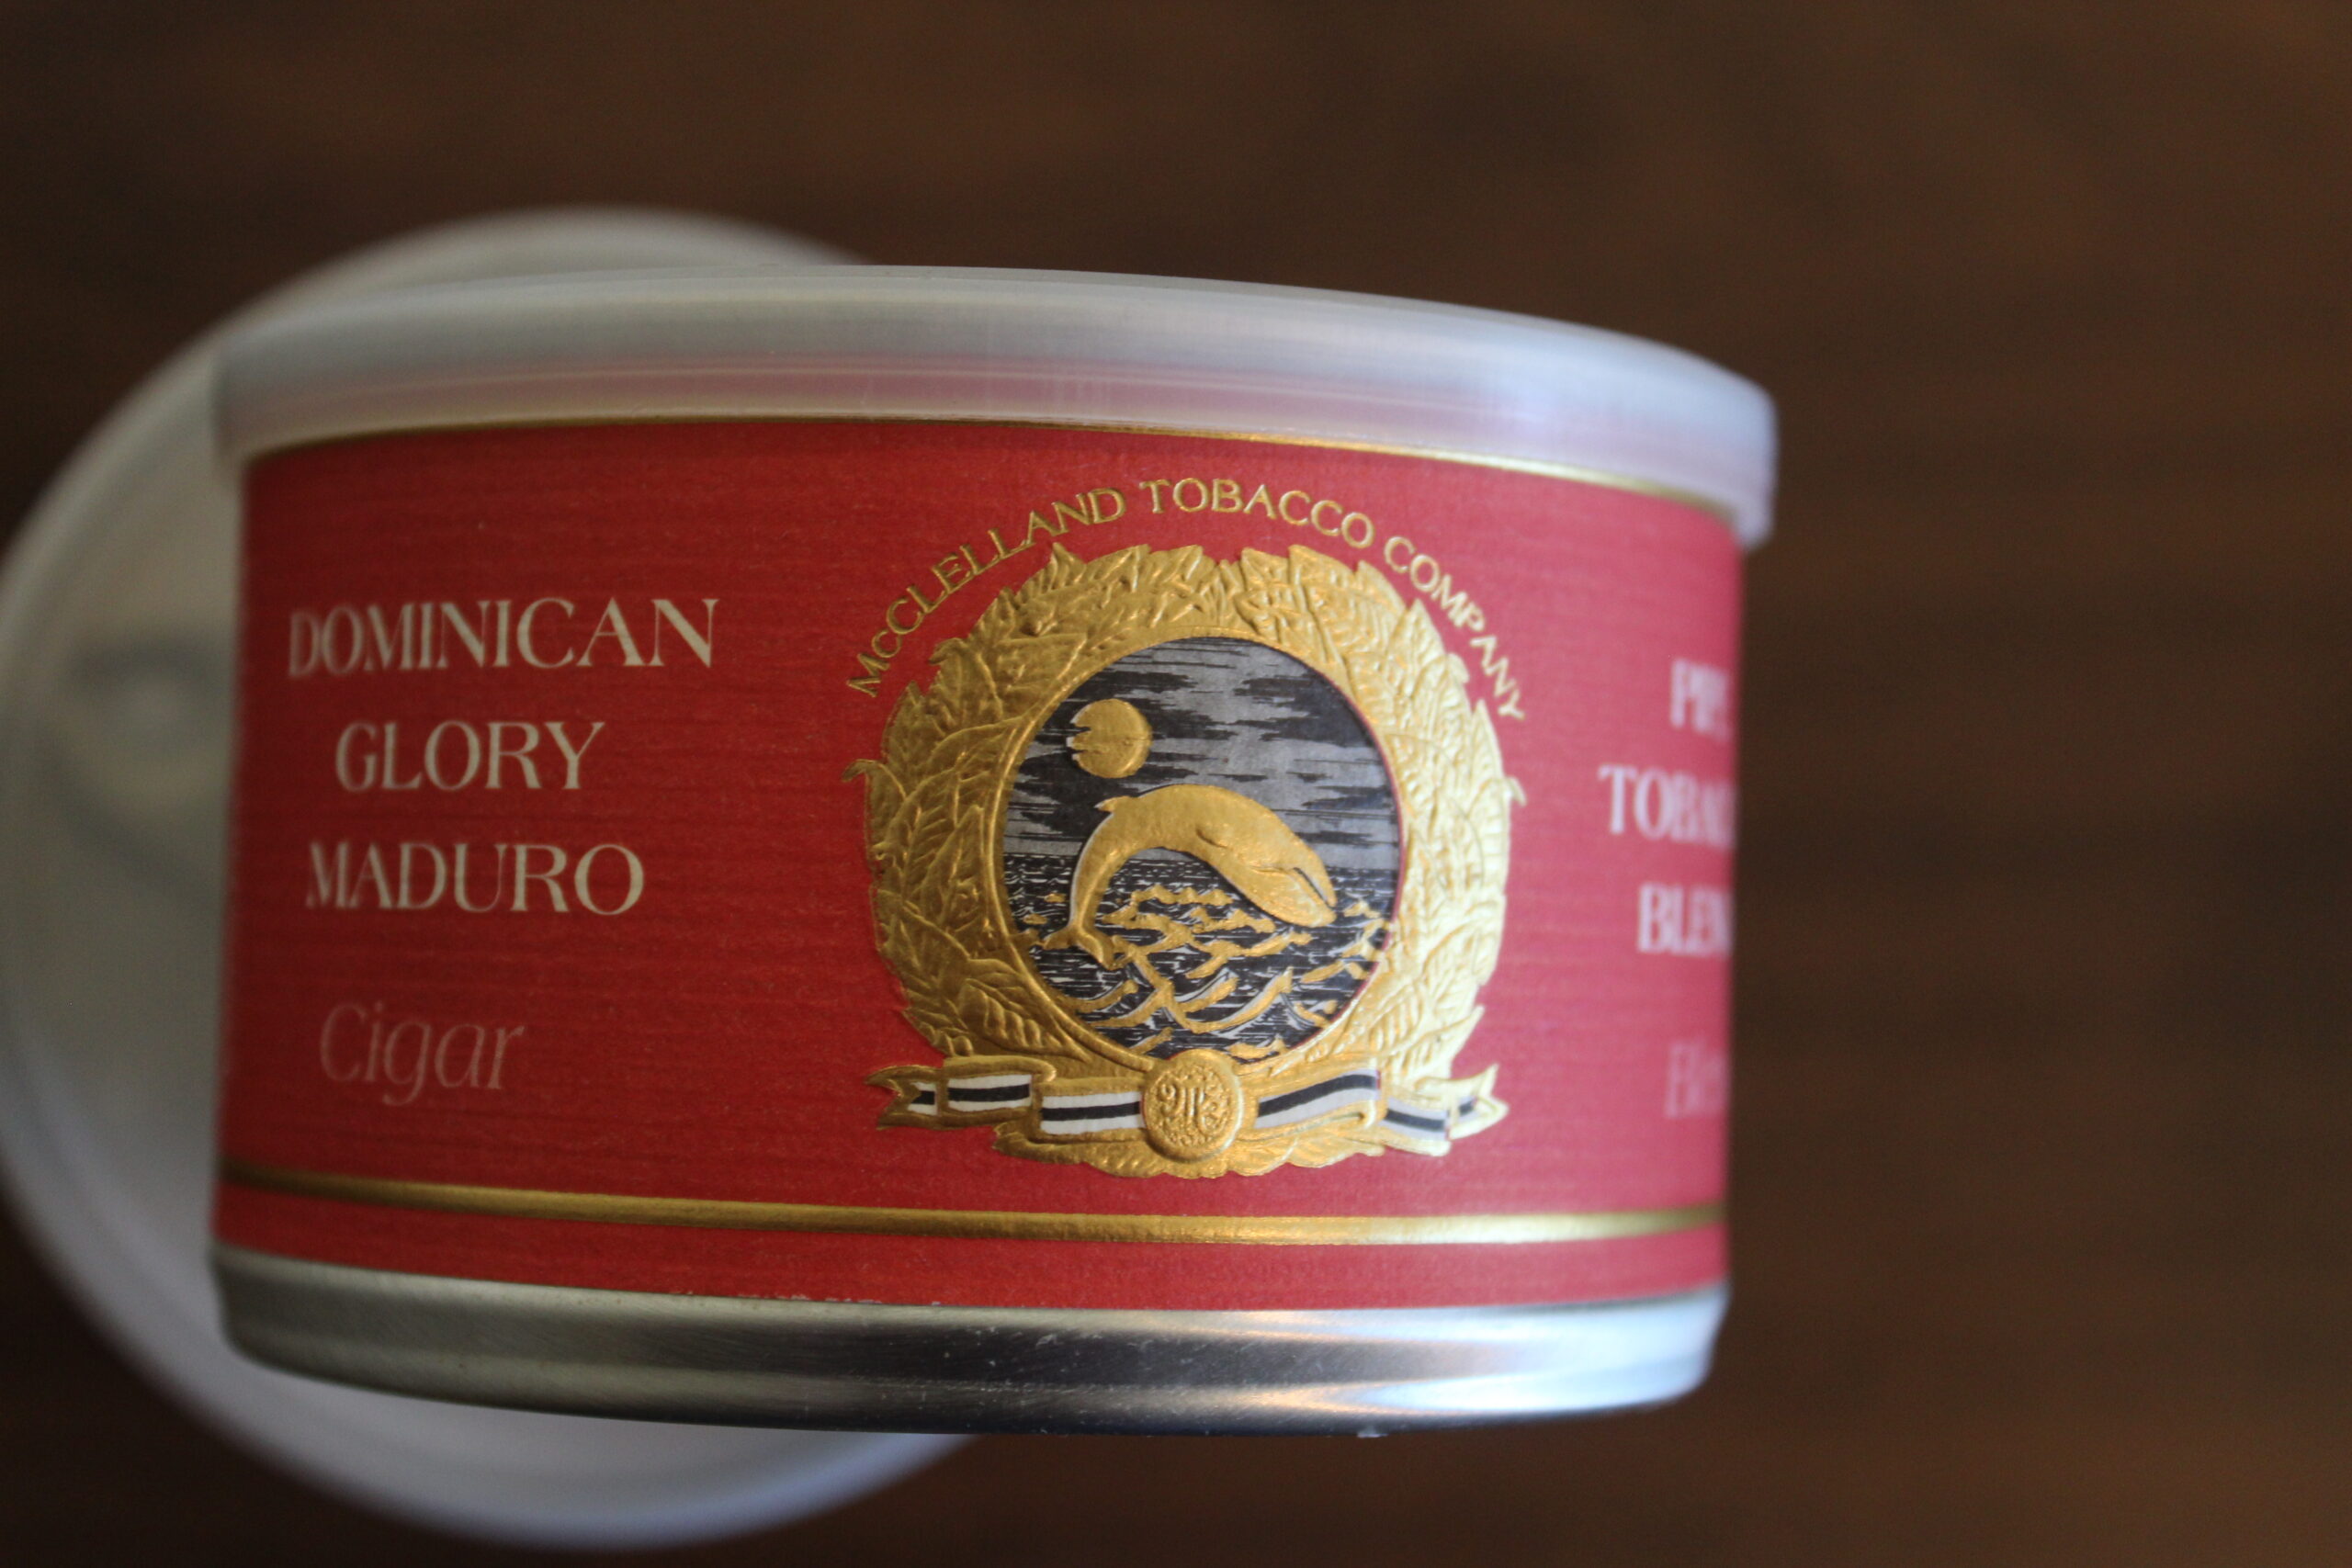 McCLELLAND TOBACCO COMPANY
DOMINICAN
GLORY
MADURO
Cigar